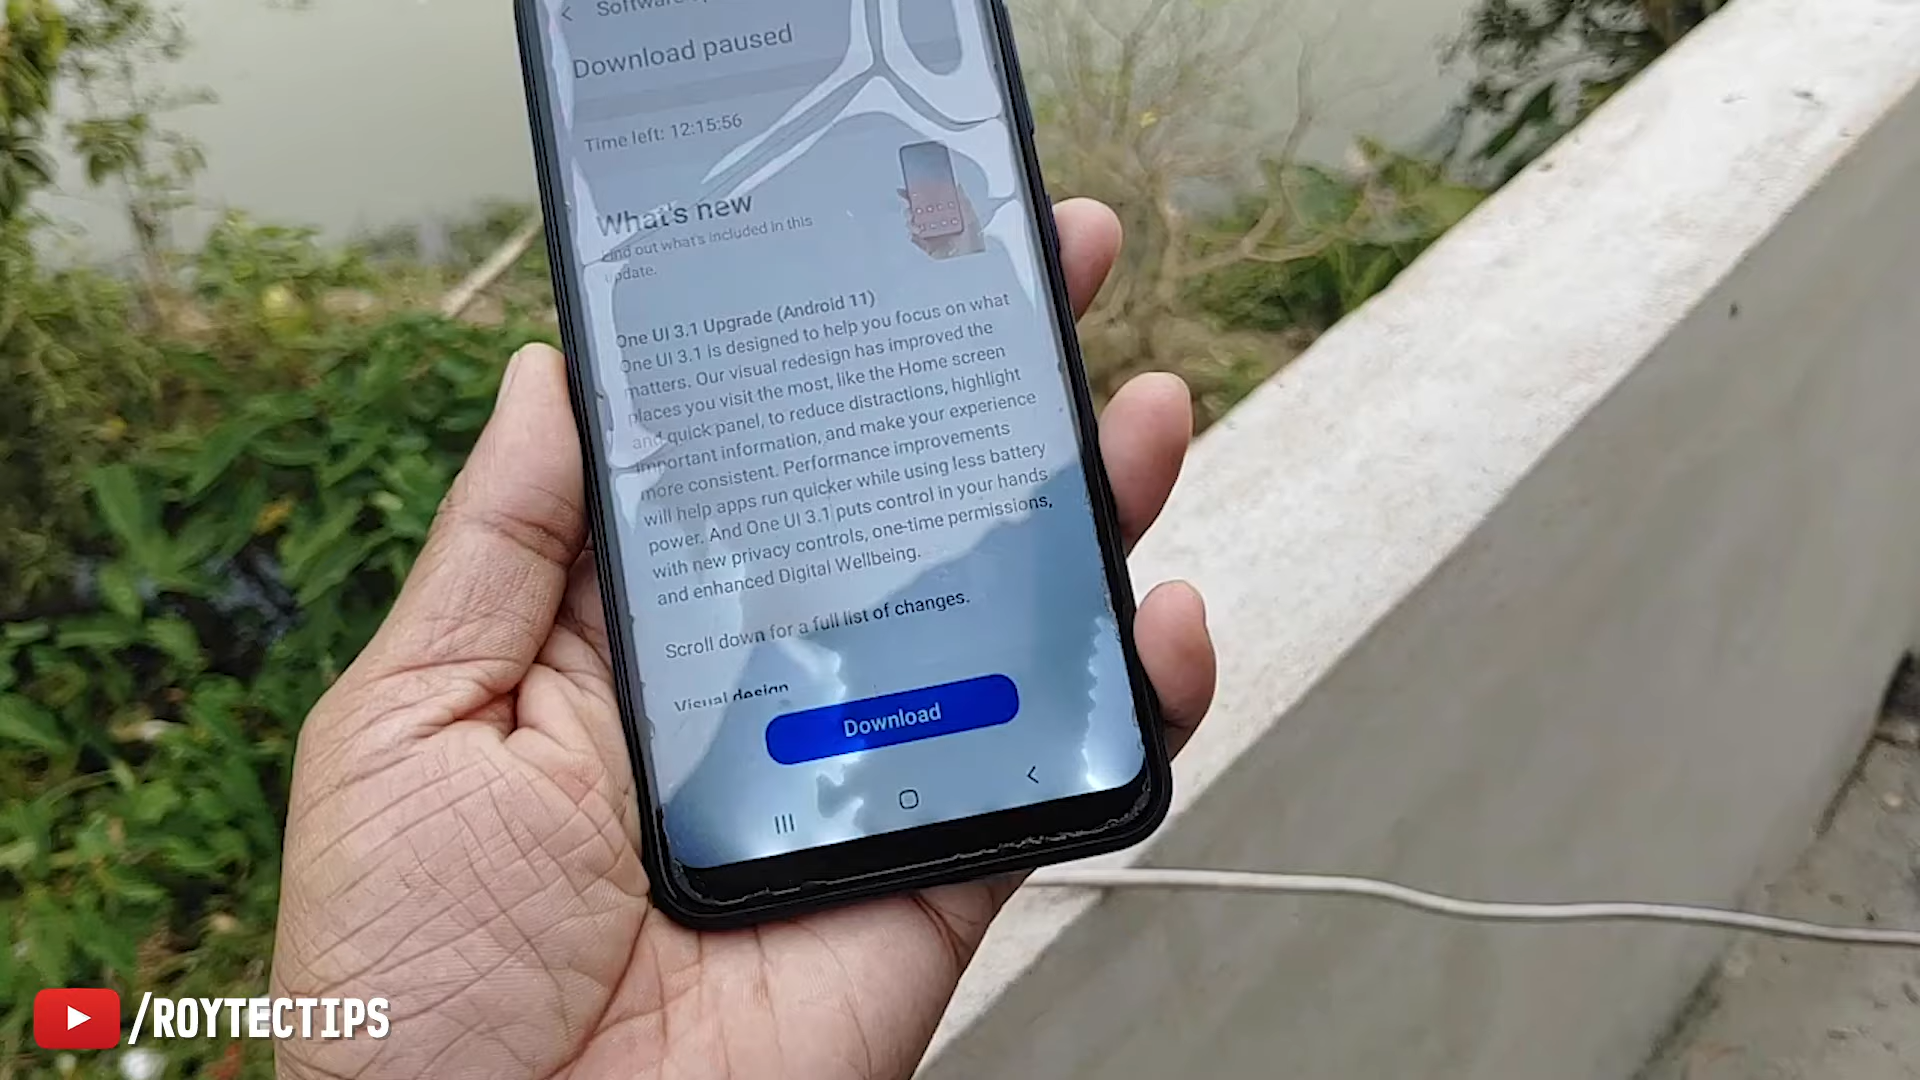 Software
Download paused
Time left: 12:15:56
What's new
Find out what's included in this
update.
One UI 3.1 Upgrade (Android 11)
One UI 3.1 is designed to help you focus on what
matters. Our visual redesign has improved the
places you visit the most, like the Home screen
and quick panel, to reduce distractions, highlight
important information, and make your experience
more consistent. Performance improvements
will help apps run quicker while using less battery
power. And One UI 3.1 puts control in your hands
with new privacy controls, one-time permissions,
and enhanced Digital Wellbeing.
Scroll down for a full list of changes.
Visual design
Download
/ROYTECTIPS